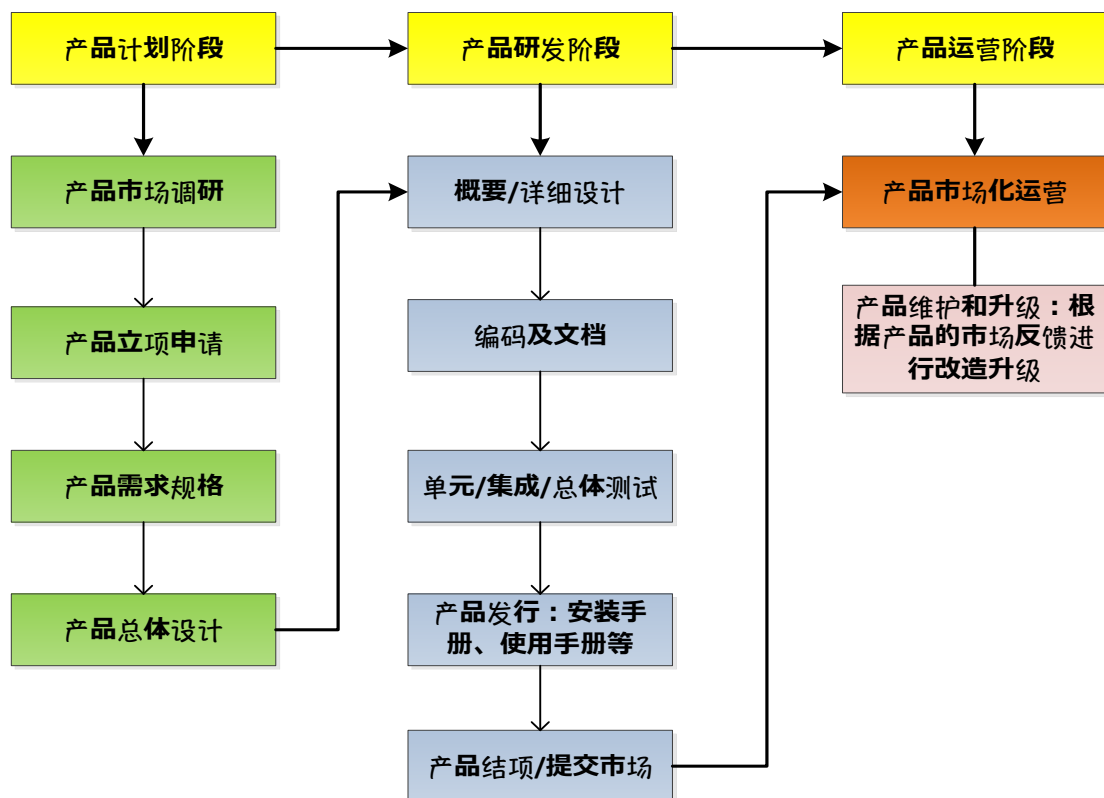 产品计划阶段
产品研发阶段
产品运营阶段
产品市场调研
概要/详细设计
产品市场化运营
产品立项申请
编码及文档
产品维护和升级：根
据产品的市场反馈进
行改造升级
产品需求规格
单元/集成/总体测试
产品总体设计
产品发行：安装手
册、使用手册等
产品结项/提交市场